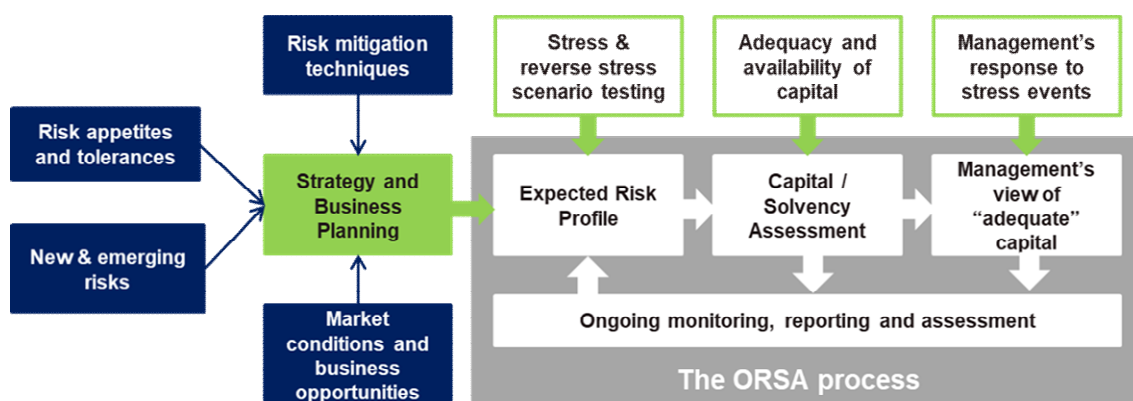 Risk mitigation
techniques
Stress &
reverse stress
scenario testing
Adequacy and
availability of
capital
Management’s
response to
stress events
Risk appetites
and tolerances
Strategy and
Business
Planning
Expected Risk
Profile
Capital /
Solvency
Assessment
Management’s
view of
“adequate”
capital
New & emerging
risks
Market
conditions and
business
opportunities
Ongoing monitoring, reporting and assessment
The ORSA process